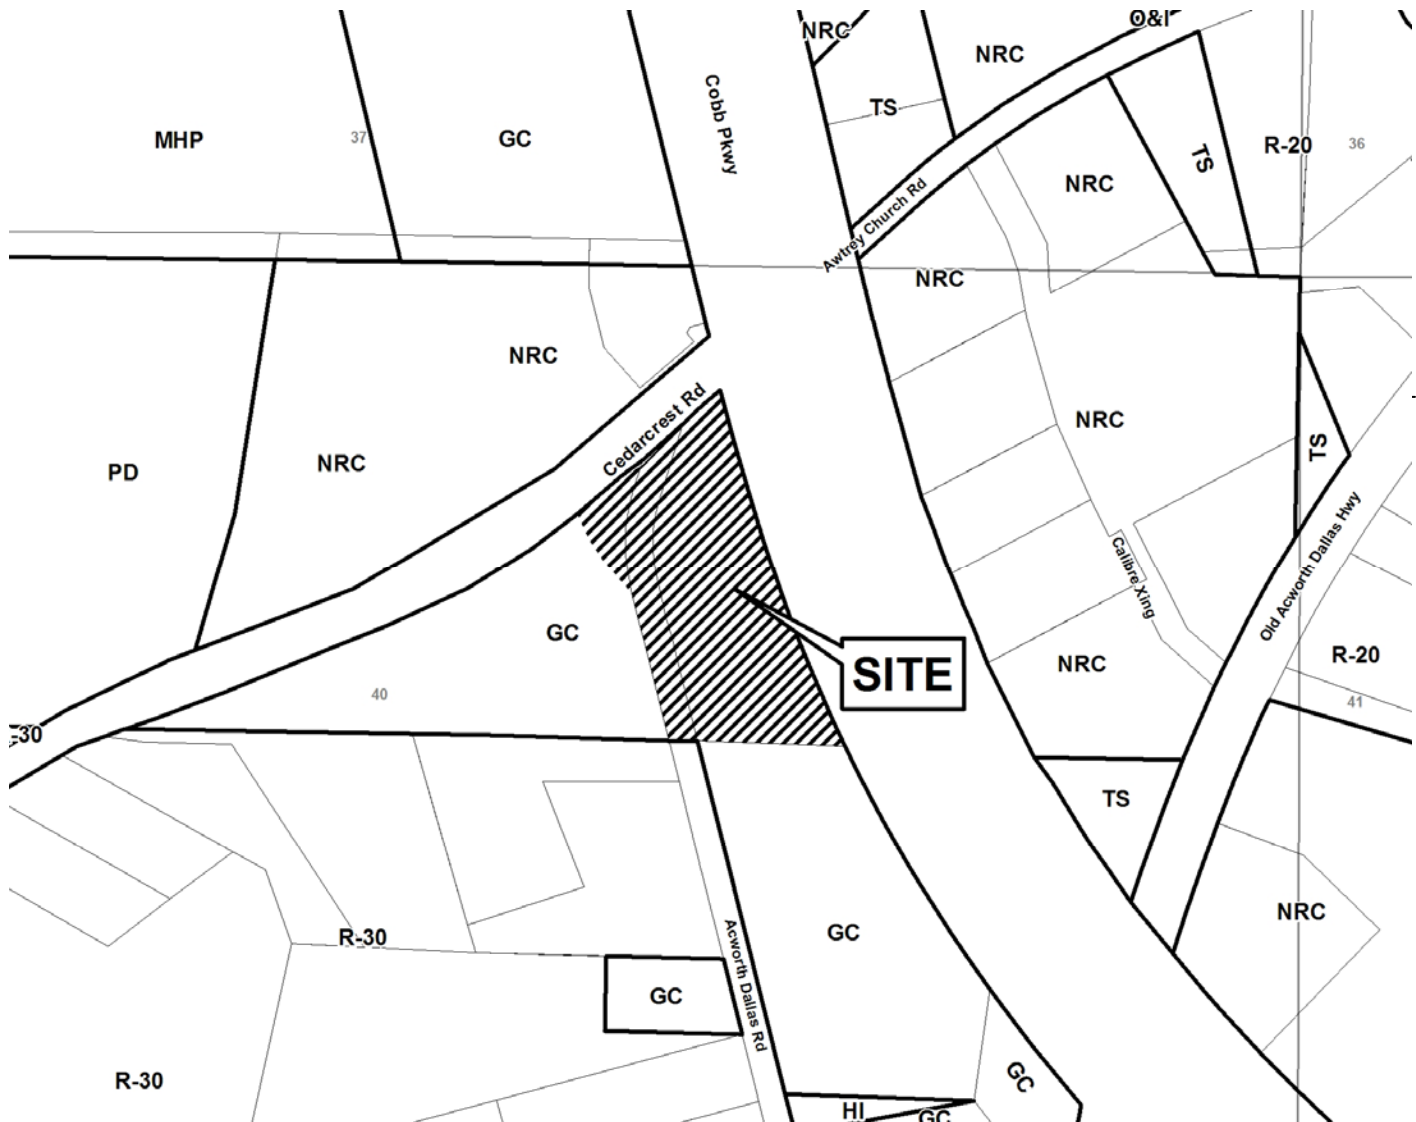 O&I
NRC
NRC
Cobb Pkwy
TS
MHP
37
GC
R-20
36
TS
NRC
Awtrey Church Rd
NRC
NRC
Cedarcrest Rd
NRC
TS
PD
NRC
Old Acworth Dallas Hwy
Calibre Xing
GC
R-20
NRC
SITE
40
41
-30
TS
NRC
GC
R-30
Acworth Dallas Rd
GC
R-30
GC
HI
GC